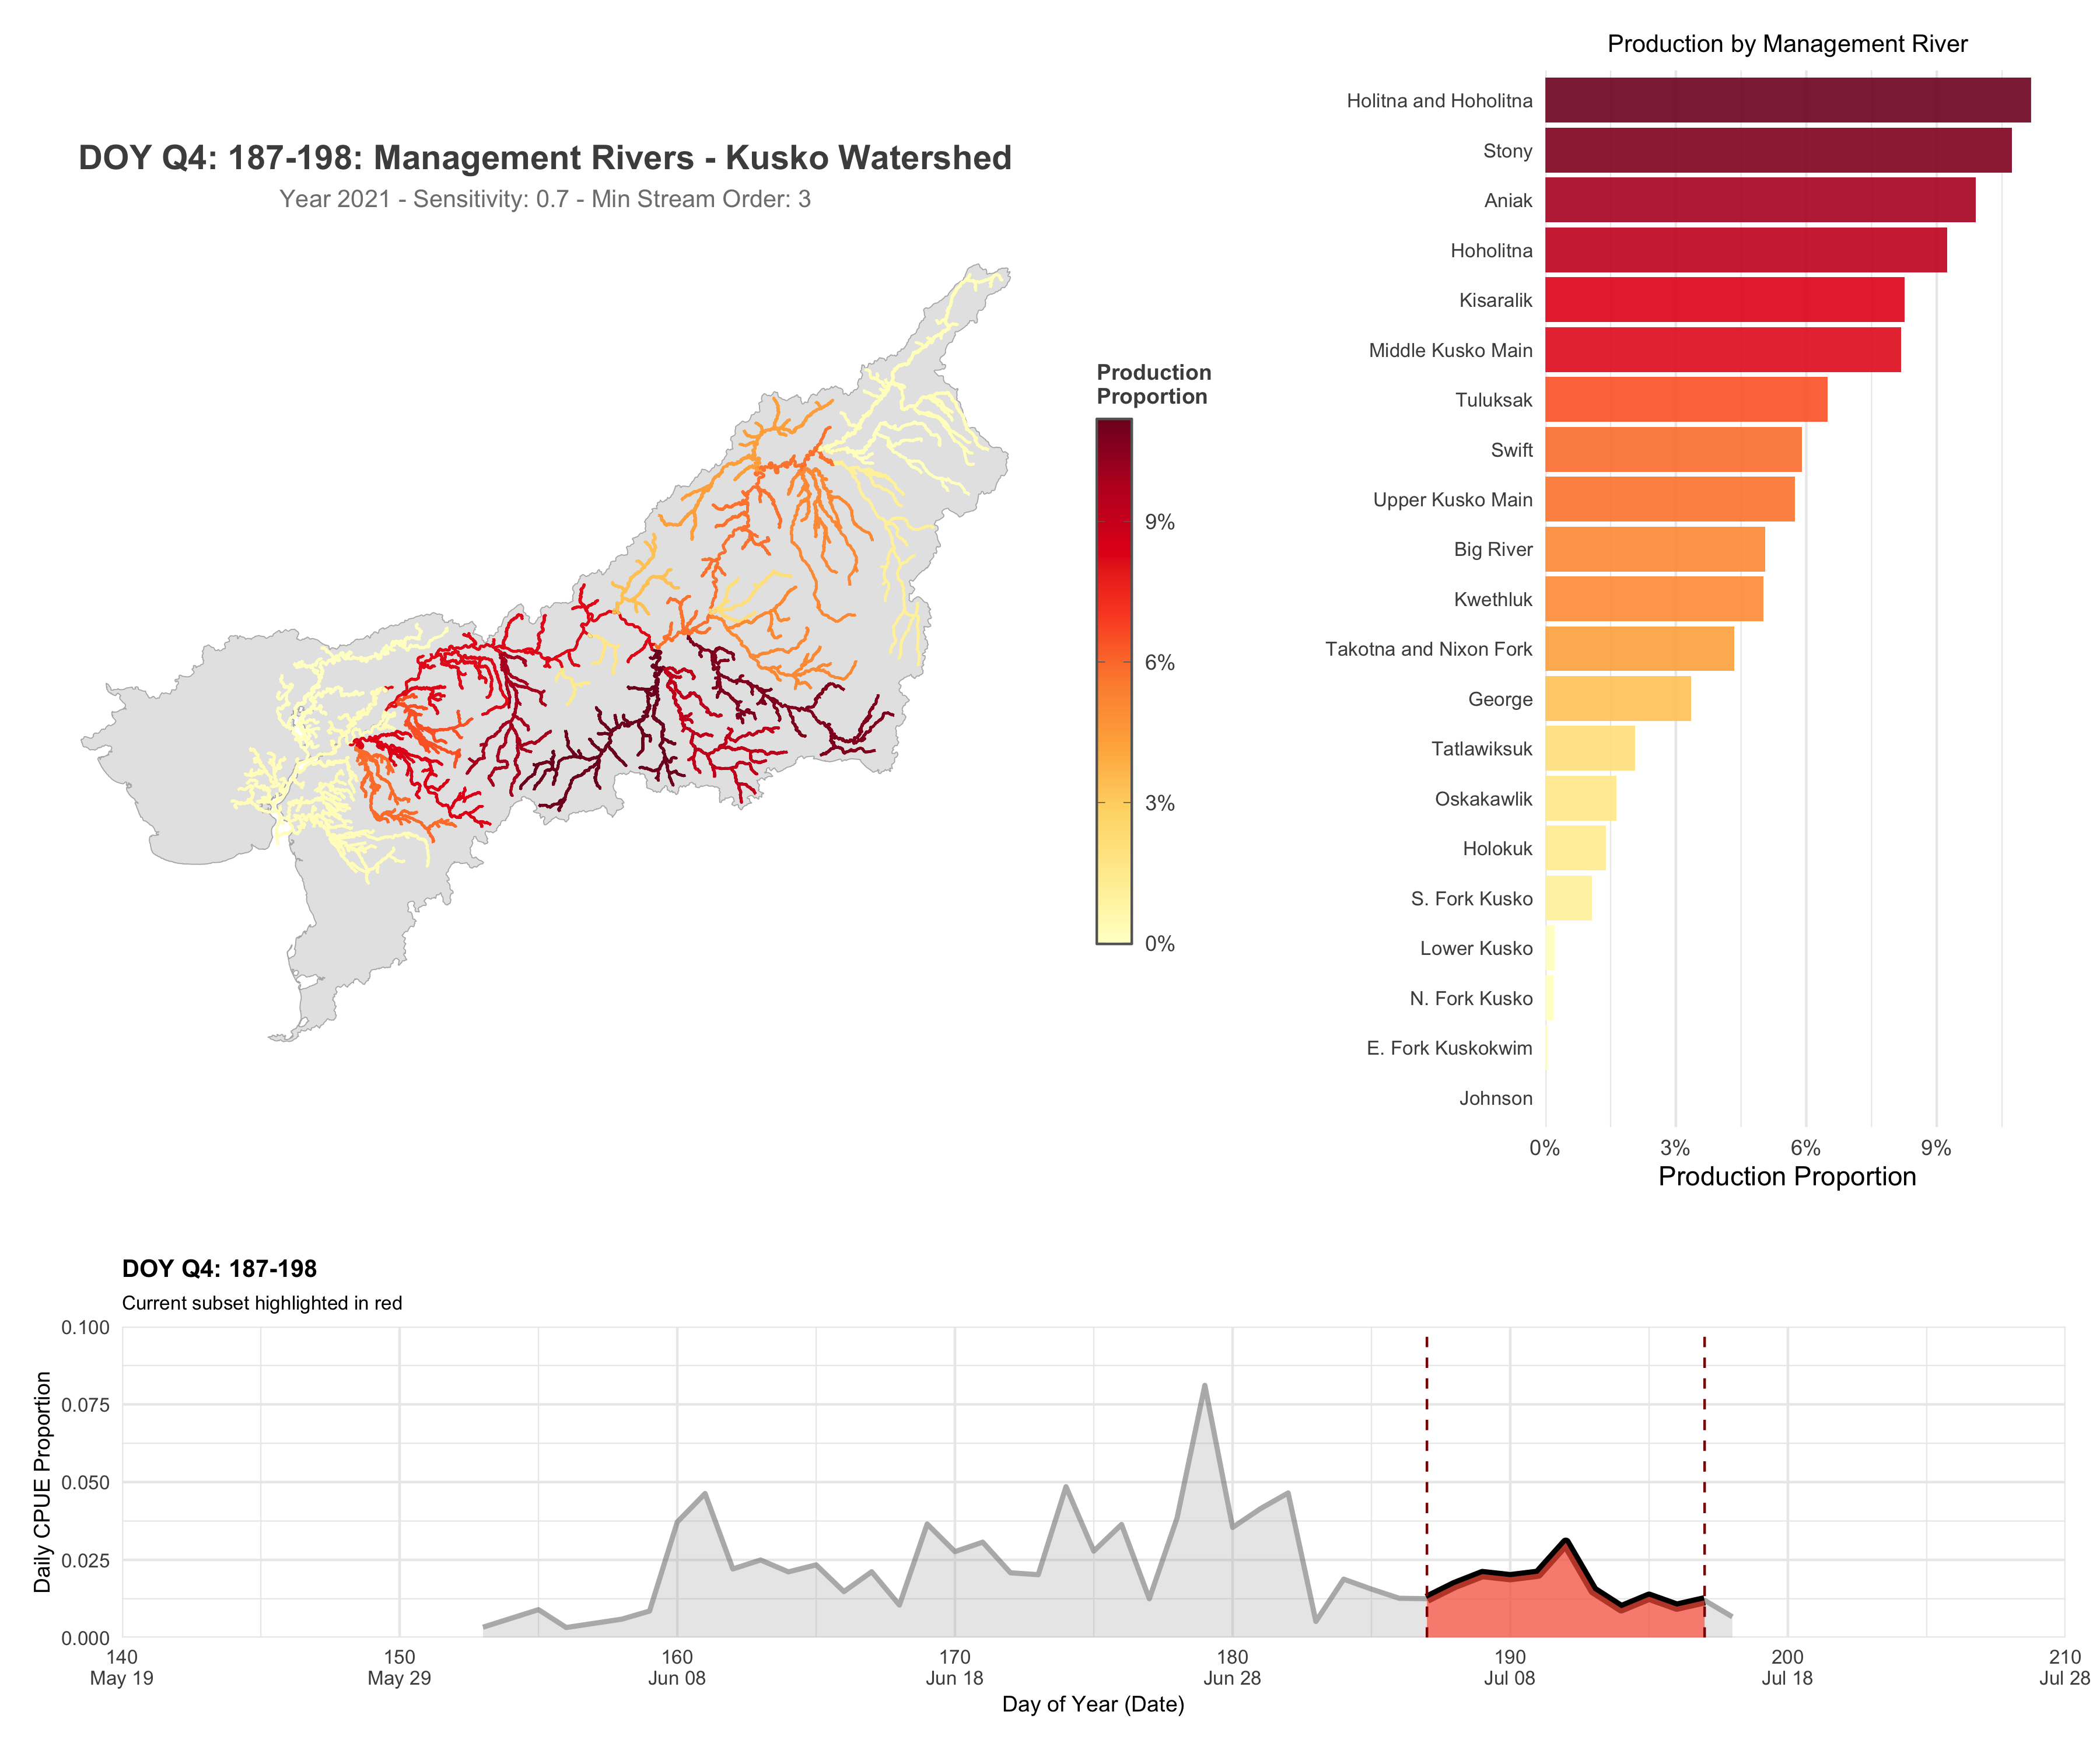 Production by Management River
Holitna and Hoholitna
Stony
Aniak
Hoholitna
Kisaralik
Middle Kusko Main
Tuluksak
Swift
Upper Kusko Main
Big River
Kwethluk
Takotna and Nixon Fork
George
Tatlawiksuk
Oskakawlik
Holokuk
S. Fork Kusko
Lower Kusko
N. Fork Kusko
E. Fork Kuskokwim
Johnson
0% 3% 6% 9%
Production Proportion
DOY Q4: 187-198: Management Rivers - Kusko Watershed
Year 2021 - Sensitivity: 0.7 - Min Stream Order: 3
Production
Proportion
9%
6%
3%
0%
DOY Q4: 187-198
Current subset highlighted in red
Daily CPUE Proportion
0.100
0.075
0.050
0.025
0.000
140 150 160 170 180 190 200 210
May 19 May 29 Jun 08 Jun 18 Jun 28 Jul 08 Jul 18 Jul 28
Day of Year (Date)